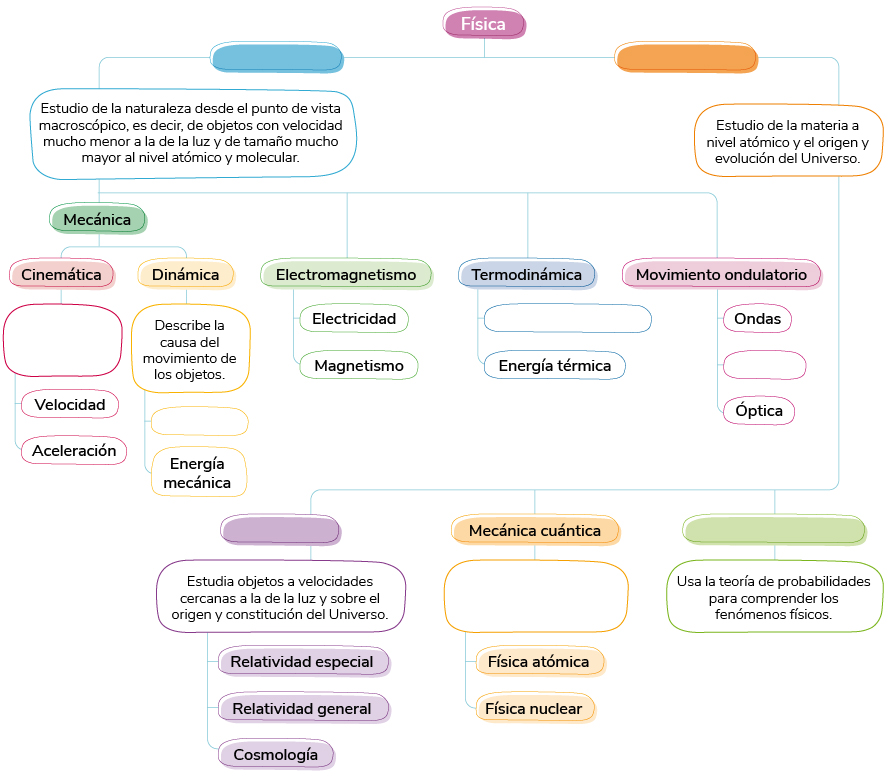 Física
Estudio de la naturaleza desde el punto de vista
macroscópico, es decir, de objetos con velocidad
mucho menor a la de la luz y de tamaño mucho
mayor al nivel atómico y molecular.
Estudio de la materia a
nivel atómico y el origen y
evolución del Universo.
Mecánica
Cinemática
Dinámica
Electromagnetismo
Termodinámica
Movimiento ondulatorio
Describe la
causa del
movimiento de
los objetos.
Electricidad
Ondas
Magnetismo
Energía térmica
Velocidad
Óptica
Aceleración
Energía
mecánica
Mecánica cuántica
Estudia objetos a velocidades
cercanas a la de la luz y sobre el
origen y constitución del Universo.
Usa la teoría de probabilidades
para comprender los
fenómenos físicos.
Relatividad especial
Física atómica
Relatividad general
Física nuclear
Cosmología